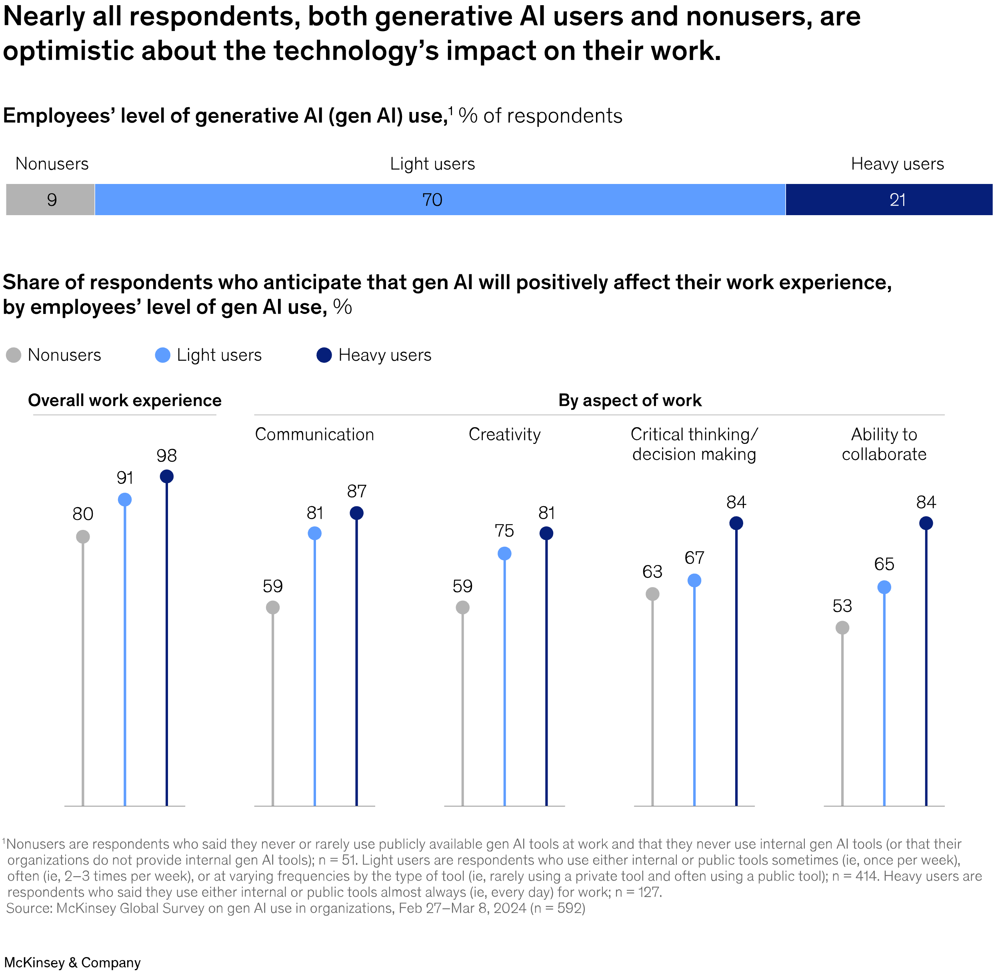 Nearly all respondents, both generative AI users and nonusers, are
optimistic about the technology’s impact on their work.
Employees’ level of generative AI (gen AI) use,¹ % of respondents
Nonusers
Light users
Heavy users
9
70
21
Share of respondents who anticipate that gen AI will positively affect their work experience,
by employees’ level of gen AI use, %
Nonusers
Light users
Heavy users
Overall work experience
By aspect of work
Communication
Creativity
Critical thinking/
decision making
Ability to
collaborate
80
91
98
59
81
87
59
75
81
63
67
84
53
65
84
¹Nonusers are respondents who said they never or rarely use publicly available gen AI tools at work and that they never use internal gen AI tools (or that their
organizations do not provide internal gen AI tools); n = 51. Light users are respondents who use either internal or public tools sometimes (ie, once per week),
often (ie, 2–3 times per week), or at varying frequencies by the type of tool (ie, rarely using a private tool and often using a public tool); n = 414. Heavy users are
respondents who said they use either internal or public tools almost always (ie, every day) for work; n = 127.
Source: McKinsey Global Survey on gen AI use in organizations, Feb 27–Mar 8, 2024 (n = 592)
McKinsey & Company